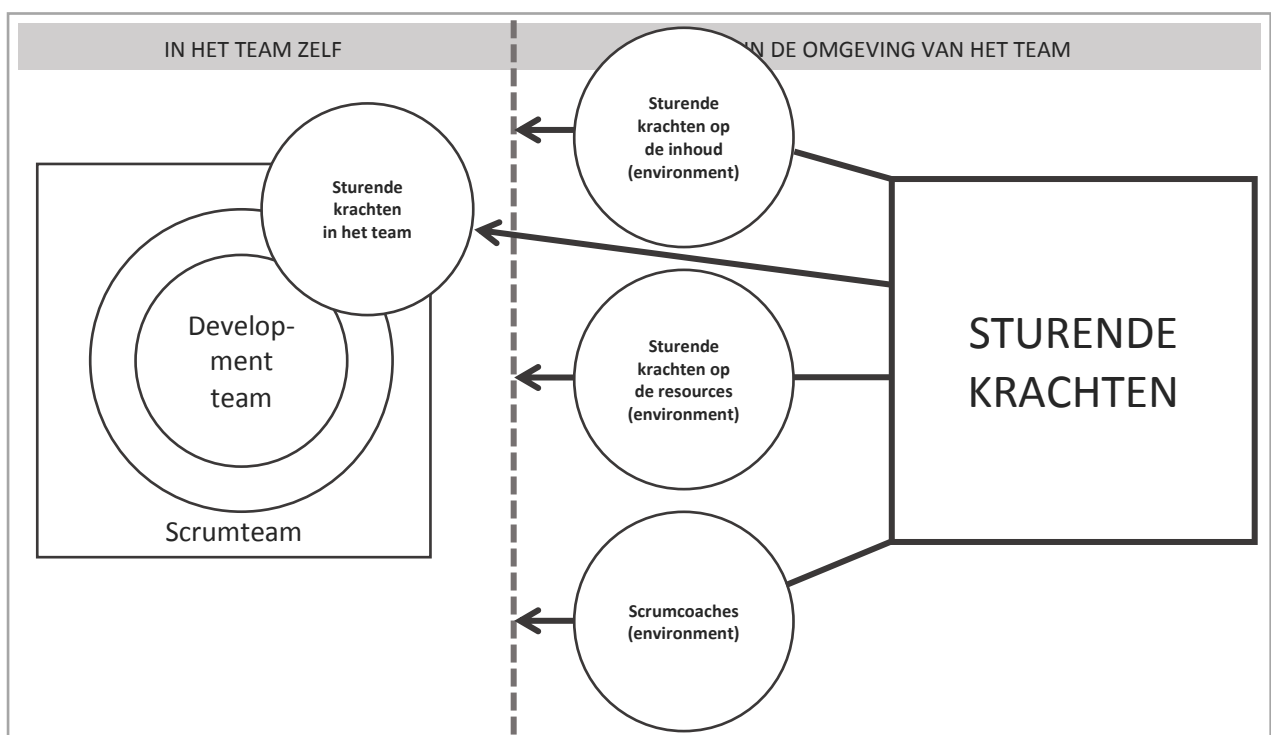 IN HET TEAM ZELF
IN DE OMGEVING VAN HET TEAM
Sturende
krachten op
de inhoud
(environment)
Sturende
krachten
in het team
Develop-
ment
team
Scrumteam
Sturende
krachten op
de resources
(environment)
STURENDE
KRACHTEN
Scrumcoaches
(environment)